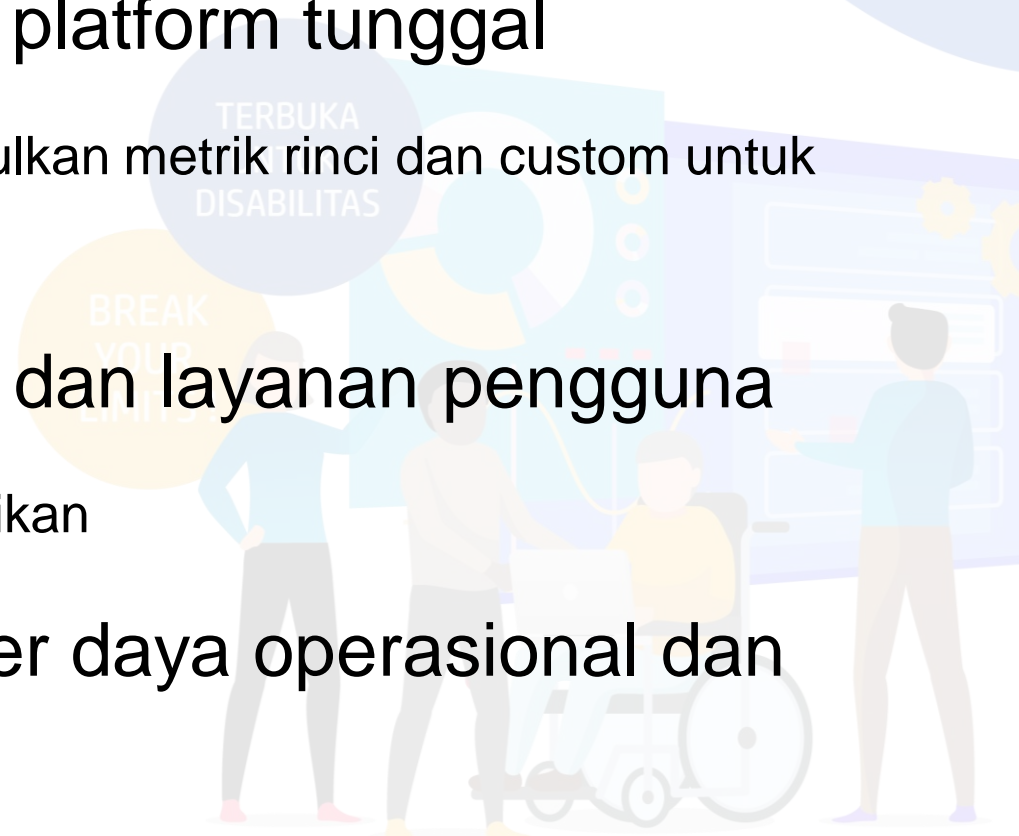 platform tunggal
TERBUKA
ulkan metrik rinci dan custom untuk
DISABILITAS
BREAK
YOUR
dan layanan pengguna
ikan
er daya operasional dan